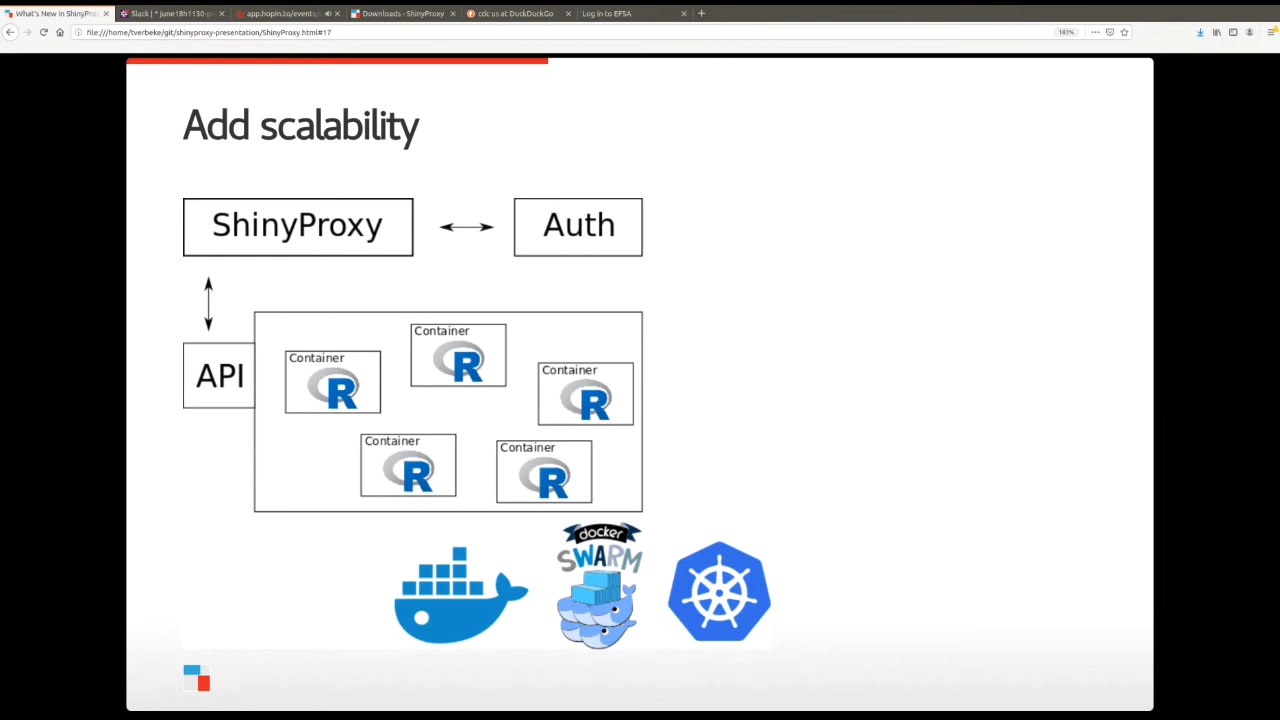 What's New in ShinyProx
Slack | * june18h1130-p
app.hopin.to/events
Downloads - ShinyProxy
cdc us at DuckDuckGo
Log in to EFSA
file:///home/tverbeke/git/shinyproxy-presentation/ShinyProxy.html#17
183%
Add scalability
ShinyProxy
Auth
API
Container
R
Container
R
Container
R
Container
R
Container
R
docker
SWARM